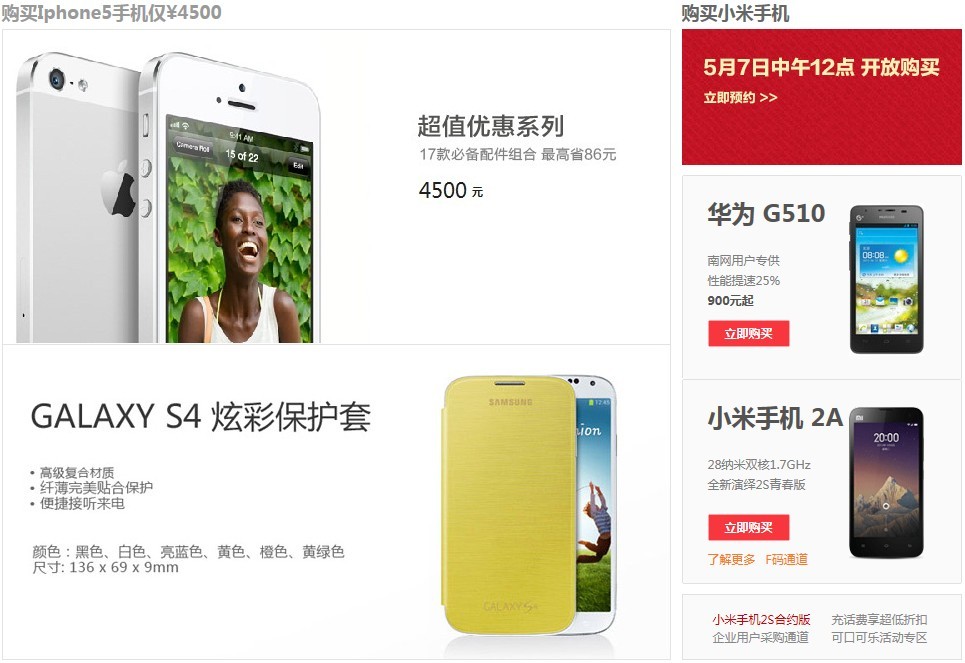 购买Iphone5手机仅¥4500
9:41 AM
Camera Roll
15 of 22
Edit
超值优惠系列
17款必备配件组合 最高省86元
4500 元
GALAXY S4 炫彩保护套
• 高级复合材质
• 纤薄完美贴合保护
• 便捷接听来电
颜色：黑色、白色、亮蓝色、黄色、橙色、黄绿色
尺寸: 136 x 69 x 9mm
SAMSUNG
12:45
GALAXY S4
购买小米手机
5月7日中午12点 开放购买
立即预约 >>
华为 G510
南网用户专供
性能提速25%
900元起
立即购买
08:08
小米手机 2A
28纳米双核1.7GHz
全新演绎2S青春版
立即购买
了解更多 F码通道
20:00
小米手机2S合约版 充话费享超低折扣
企业用户采购通道 可口可乐活动专区